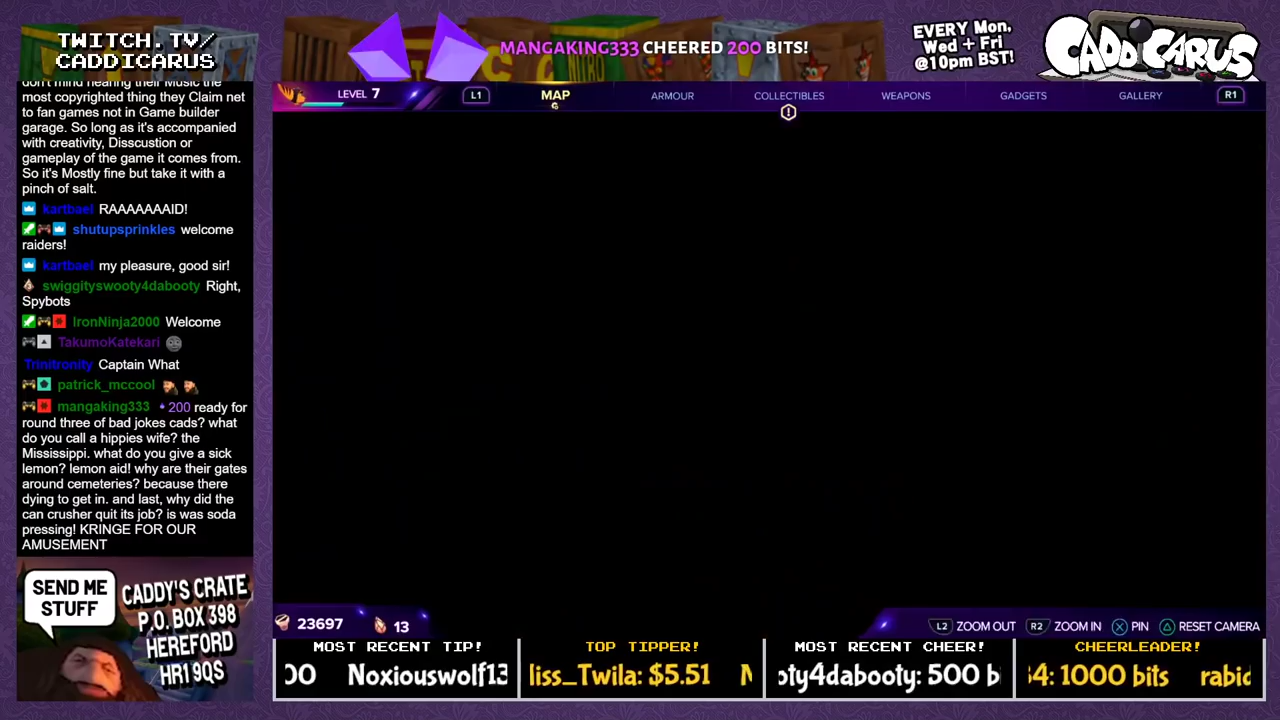 TWITCH.TV/
CADDICARUS
MANGAKING333 CHEERED 200 BITS!
EVERY Mon,
Wed + Fri
@10pm BST!
CADDICARUS
don't mind hearing their Music the
most copyrighted thing they Claim net
to fan games not in Game builder
garage. So long as it's accompanied
with creativity, Disscustion or
gameplay of the game it comes from.
So it's Mostly fine but take it with a
pinch of salt.
kartbael RAAAAAAAID!
shutupsprinkles welcome
raiders!
kartbael my pleasure, good sir!
swiggityswooty4dabooty Right,
Spybots
IronNinja2000 Welcome
TakumoKatekari
Trinitronity Captain What
patrick_mccool
mangaking333 200 ready for
round three of bad jokes cads? what
do you call a hippies wife? the
Mississippi. what do you give a sick
lemon? lemon aid! why are their gates
around cemeteries? because there
dying to get in. and last, why did the
can crusher quit its job? is was soda
pressing! KRINGE FOR OUR
AMUSEMENT
SEND ME
STUFF
CADDY'S CRATE
P.O. BOX 398
HEREFORD
HR1 9QS
LEVEL 7
L1
MAP
ARMOUR
COLLECTIBLES
WEAPONS
GADGETS
GALLERY
R1
NITRO
23697
13
L2 ZOOM OUT R2 ZOOM IN PIN RESET CAMERA
MOST RECENT TIP!
OO Noxiouswolf13
TOP TIPPER!
liss_Twila: $5.51 N
MOST RECENT CHEER!
oty4dabooty: 500 b
CHEERLEADER!
64: 1000 bits rabid